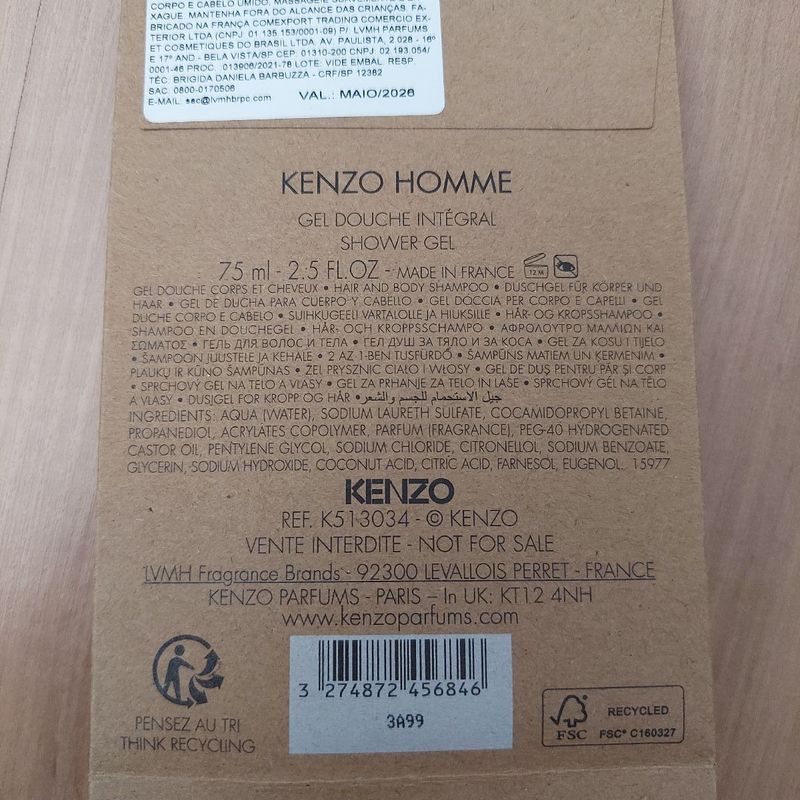 CORPO E CABELO ÚMIDO, MASSAGEIE SUAVEMENTE
XAGUE. MANTENHA FORA DO ALCANCE DAS CRIANÇAS. FA-
BRICADO NA FRANÇA COMEXPORT TRADING COMERCIO EX-
TERIOR LTDA (CNPJ. 01 135 153/0001-09) P/ LVMH PARFUMS
ET COSMETIQUES DO BRASIL LTDA. AV. PAULISTA, 2.028 - 16º
E 17º AND - BELA VISTA/SP CEP: 01310-200 CNPJ: 02 193.054/
0001-46 PROC.: 013906/2021-76 LOTE: VIDE EMBAL. RESP.
TÉC: BRIGIDA DANIELA BARBUZZA - CRF/SP 12382
SAC: 0800-0170506
E-MAIL: sac@lvmhbrpc.com VAL.: MAIO/2026
KENZO HOMME
GEL DOUCHE INTÉGRAL
SHOWER GEL
75 ml - 2.5 FL.OZ - MADE IN FRANCE 12 M
GEL DOUCHE CORPS ET CHEVEUX • HAIR AND BODY SHAMPOO • DUSCHGEL FÜR KÖRPER UND
HAAR • GEL DE DUCHA PARA CUERPO Y CABELLO • GEL DOCCIA PER CORPO E CAPELLI • GEL
DUCHE CORPO E CABELO • SUIHKUGEELI VARTALOLLE JA HIUKSILLE • HÅR- OG KROPSSHAMPOO •
SHAMPOO EN DOUCHEGEL • HÅR- OCH KROPPSSCHAMPO • ΑΦΡΟΛΟΥΤΡΟ ΜΑΛΛΙΩΝ ΚΑΙ
ΣΩΜΑΤΟΣ • ГЕЛЬ ДЛЯ ВОЛОС И ТЕЛА • ГЕЛ ДУШ ЗА ТЯЛО И ЗА КОСА • GEL ZA KOSU I TIJELO
• ŠAMPOON JUUSTELE JA KEHALE • 2 AZ 1-BEN TUSFÜRDŐ • ŠAMPŪNS MATIEM UN ĶERMENIM •
PLAUKŲ IR KŪNO ŠAMPŪNAS • ŻEL PRYSZNIC CIAŁO I WŁOSY • GEL DE DUȘ PENTRU PĂR ȘI CORP
• SPRCHOVÝ GEL NA TELO A VLASY • GEL ZA PRHANJE ZA TELO IN LAŠE • SPRCHOVÝ GÉL NA TĚLO
A VLASY • DUSJGEL FOR KROPP OG HÅR • جيل الاستحمام للجسم والشعر
INGREDIENTS: AQUA (WATER), SODIUM LAURETH SULFATE, COCAMIDOPROPYL BETAINE,
PROPANEDIOL, ACRYLATES COPOLYMER, PARFUM (FRAGRANCE), PEG-40 HYDROGENATED
CASTOR OIL, PENTYLENE GLYCOL, SODIUM CHLORIDE, CITRONELLOL, SODIUM BENZOATE,
GLYCERIN, SODIUM HYDROXIDE, COCONUT ACID, CITRIC ACID, FARNESOL, EUGENOL. 15977
KENZO
REF. K513034 - © KENZO
VENTE INTERDITE - NOT FOR SALE
LVMH Fragrance Brands - 92300 LEVALLOIS PERRET - FRANCE
KENZO PARFUMS - PARIS – In UK: KT12 4NH
www.kenzoparfums.com
3 274872 456846
3A99
PENSEZ AU TRI
THINK RECYCLING
FSC
RECYCLED
FSC® C160327